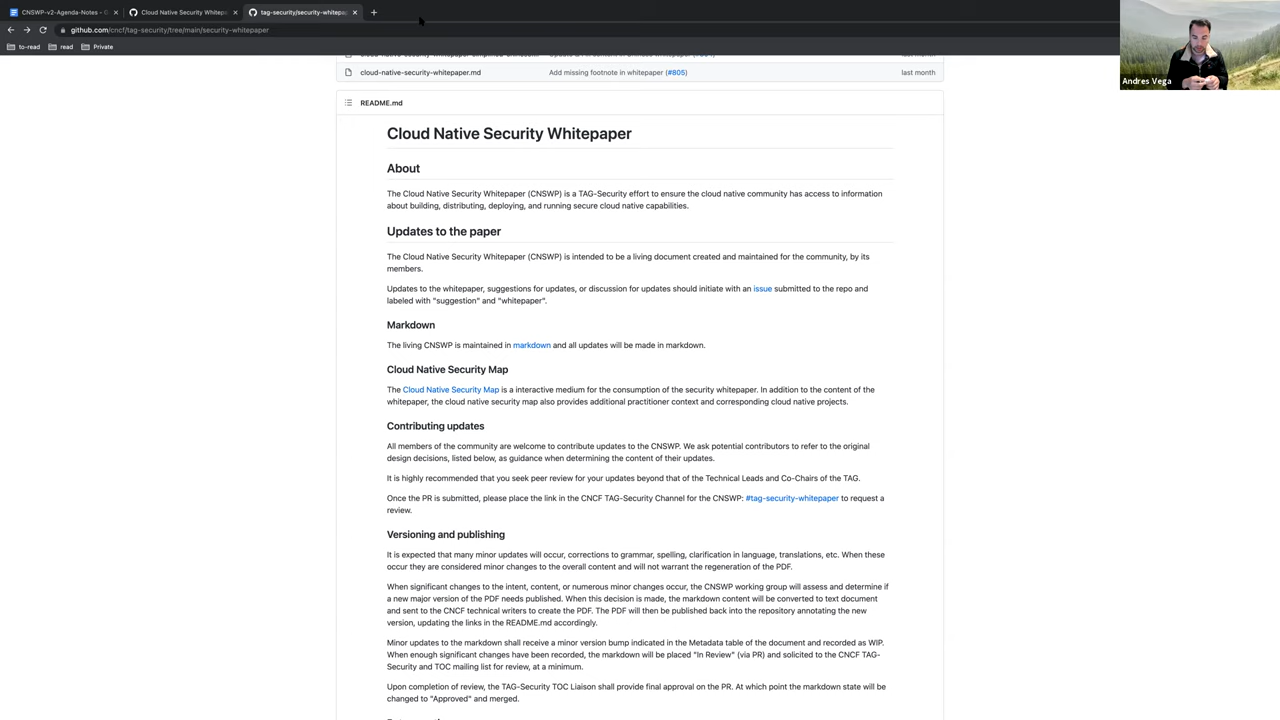 CNSWP-v2-Agenda-Notes -
Cloud Native Security Whitep
tag-security/security-whitepa
github.com/cncf/tag-security/tree/main/security-whitepaper
to-read
read
Private
Andres Vega
cloud-native-security-whitepaper.md
Add missing footnote in whitepaper (#805)
last month
README.md
Cloud Native Security Whitepaper
About
The Cloud Native Security Whitepaper (CNSWP) is a TAG-Security effort to ensure the cloud native community has access to information
about building, distributing, deploying, and running secure cloud native capabilities.
Updates to the paper
The Cloud Native Security Whitepaper (CNSWP) is intended to be a living document created and maintained for the community, by its
members.
Updates to the whitepaper, suggestions for updates, or discussion for updates should initiate with an issue submitted to the repo and
labeled with "suggestion" and "whitepaper".
Markdown
The living CNSWP is maintained in markdown and all updates will be made in markdown.
Cloud Native Security Map
The Cloud Native Security Map is a interactive medium for the consumption of the security whitepaper. In addition to the content of the
whitepaper, the cloud native security map also provides additional practitioner context and corresponding cloud native projects.
Contributing updates
All members of the community are welcome to contribute updates to the CNSWP. We ask potential contributors to refer to the original
design decisions, listed below, as guidance when determining the content of their updates.
It is highly recommended that you seek peer review for your updates beyond that of the Technical Leads and Co-Chairs of the TAG.
Once the PR is submitted, please place the link in the CNCF TAG-Security Channel for the CNSWP: #tag-security-whitepaper to request a
review.
Versioning and publishing
It is expected that many minor updates will occur, corrections to grammar, spelling, clarification in language, translations, etc. When these
occur they are considered minor changes to the overall content and will not warrant the regeneration of the PDF.
When significant changes to the intent, content, or numerous minor changes occur, the CNSWP working group will assess and determine if
a new major version of the PDF needs published. When this decision is made, the markdown content will be converted to text document
and sent to the CNCF technical writers to create the PDF. The PDF will then be published back into the repository annotating the new
version, updating the links in the README.md accordingly.
Minor updates to the markdown shall receive a minor version bump indicated in the Metadata table of the document and recorded as WIP.
When enough significant changes have been recorded, the markdown will be placed "In Review" (via PR) and solicited to the CNCF TAG-
Security and TOC mailing list for review, at a minimum.
Upon completion of review, the TAG-Security TOC Liaison shall provide final approval on the PR. At which point the markdown state will be
changed to "Approved" and merged.